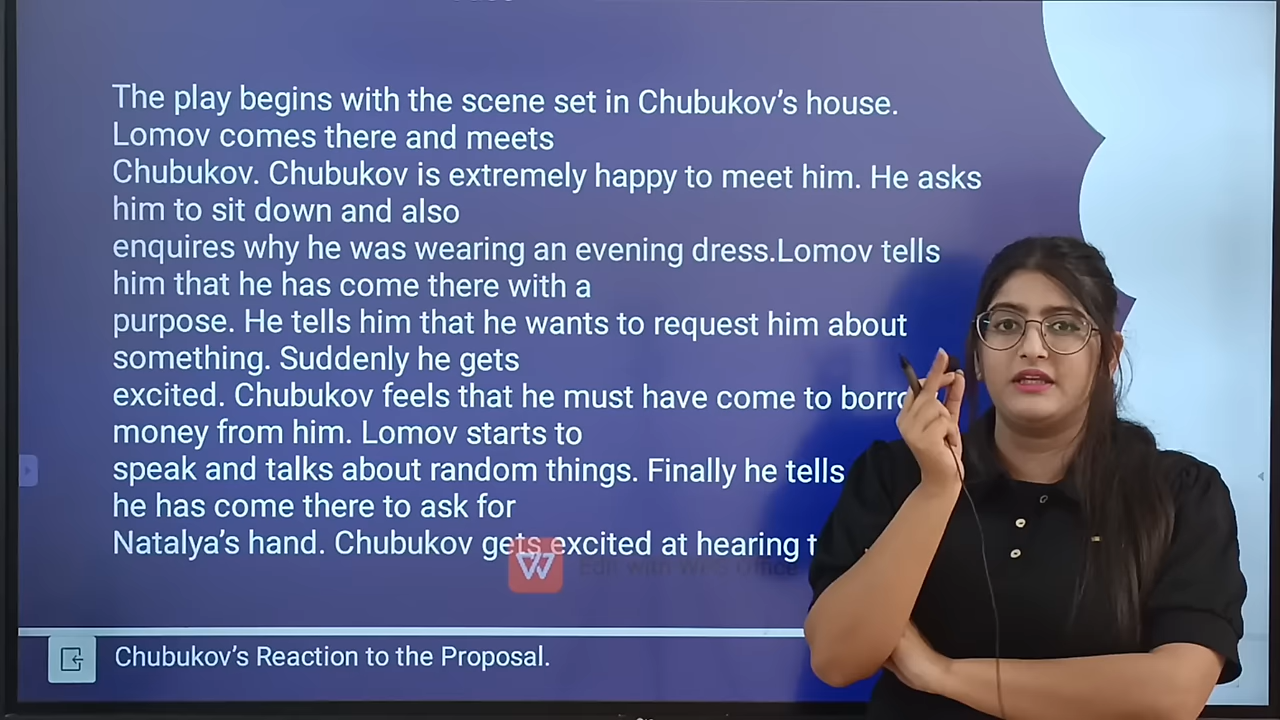 The play begins with the scene set in Chubukov's house.
Lomov comes there and meets
Chubukov. Chubukov is extremely happy to meet him. He asks
him to sit down and also
enquires why he was wearing an evening dress.Lomov tells
him that he has come there with a
purpose. He tells him that he wants to request him about
something. Suddenly he gets
excited. Chubukov feels that he must have come to borro
money from him. Lomov starts to
speak and talks about random things. Finally he tells
he has come there to ask for
Natalya's hand. Chubukov gets excited at hearing t
Edit with WPS Office
Chubukov's Reaction to the Proposal.